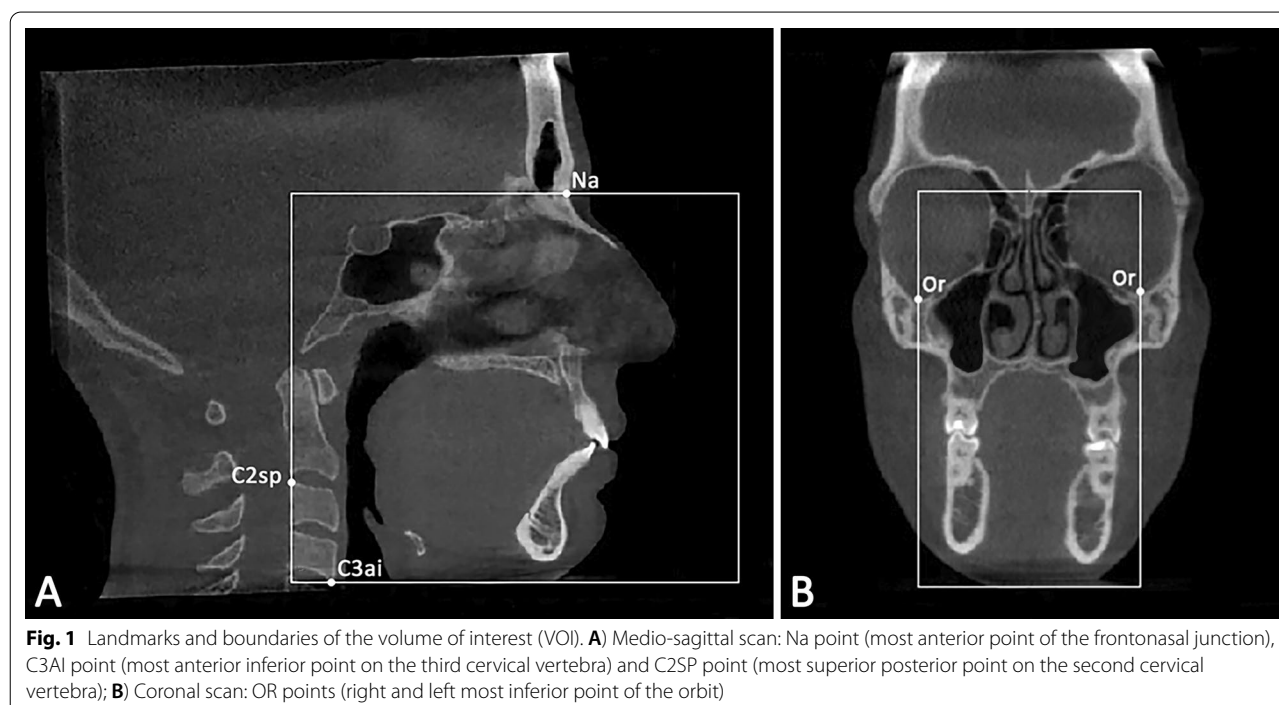 Na
C2sp
C3ai
A
Or
Or
B
Fig. 1 Landmarks and boundaries of the volume of interest (VOI). A) Medio-sagittal scan: Na point (most anterior point of the frontonasal junction),
C3AI point (most anterior inferior point on the third cervical vertebra) and C2SP point (most superior posterior point on the second cervical
vertebra); B) Coronal scan: OR points (right and left most inferior point of the orbit)